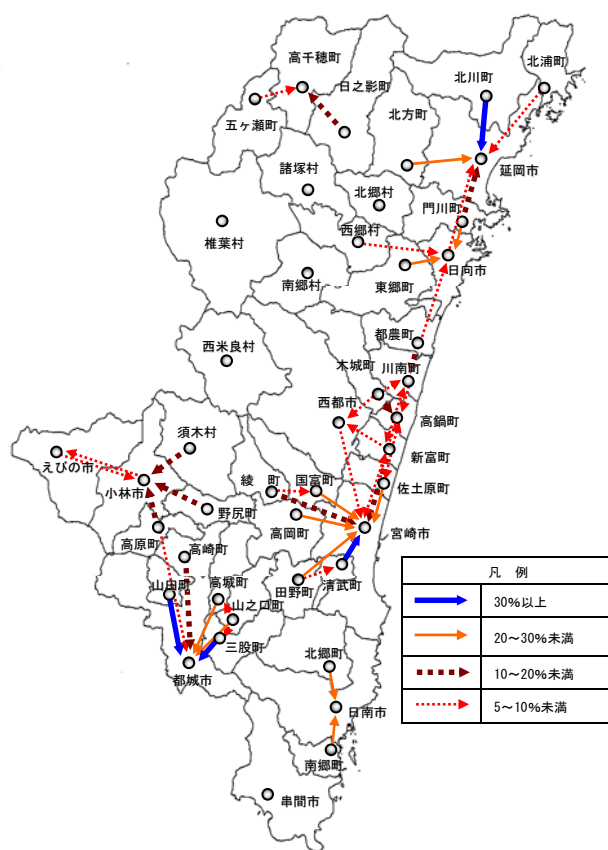 高千穂町
日之影町
北川町
北浦町
五ヶ瀬町
北方町
延岡市
諸塚村
北郷村
門川町
椎葉村
西郷村
日向市
南郷村
東郷町
都農町
西米良村
木城町
川南町
西都市
高鍋町
須木村
新富町
えびの市
小林市
綾 町
国富町
佐土原町
野尻町
高岡町
宮崎市
高原町
高崎町
山田町
高城町
田野町
清武町
山之口町
三股町
都城市
北郷町
日南市
南郷町
串間市
凡 例
30%以上
20~30%未満
10~20%未満
5~10%未満